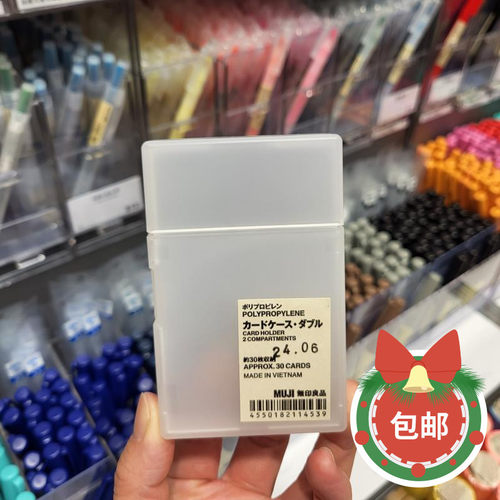 MUJI
ポリプロピレン
POLYPROPYLENE
カードケース・ダブル
CARD HOLDER
2 COMPARTMENTS
24.06
約30枚収納
APPROX. 30 CARDS
MADE IN VIETNAM
MUJI 無印良品
4550182114539
包邮